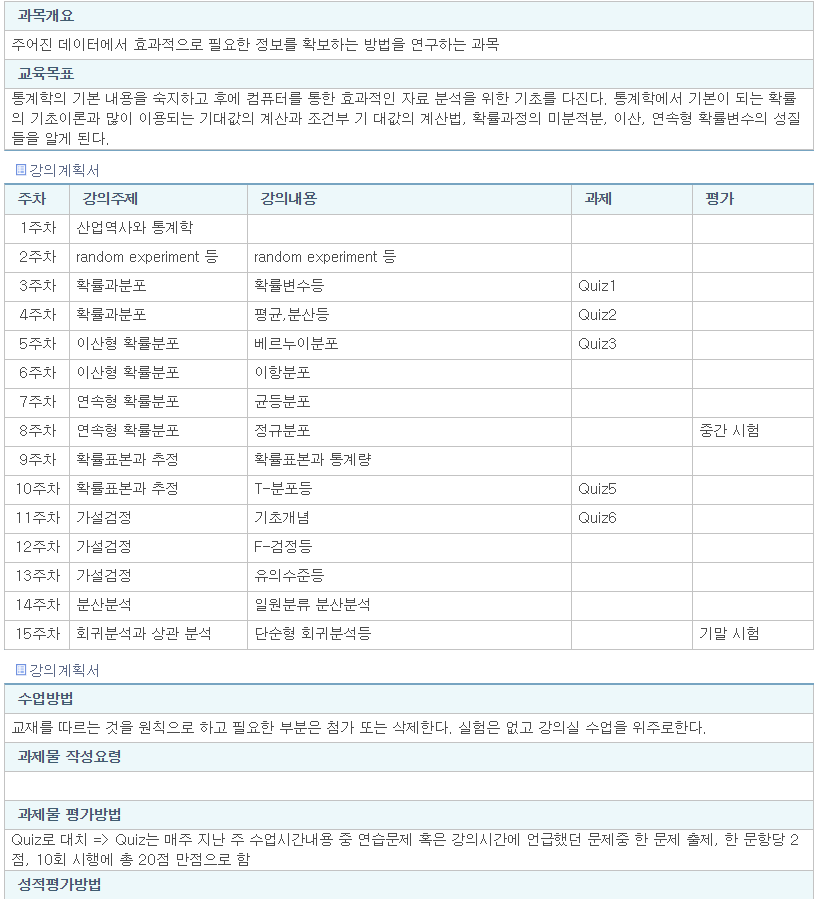 과목개요
주어진 데이터에서 효과적으로 필요한 정보를 확보하는 방법을 연구하는 과목
교육목표
통계학의 기본 내용을 숙지하고 후에 컴퓨터를 통한 효과적인 자료 분석을 위한 기초를 다진다. 통계학에서 기본이 되는 확률
의 기초이론과 많이 이용되는 기대값의 계산과 조건부 기 대값의 계산법, 확률과정의 미분적분, 이산, 연속형 확률변수의 성질
들을 알게 된다.
강의계획서
주차 강의주제 강의내용 과제 평가
1주차 산업역사와 통계학
2주차 random experiment 등 random experiment 등
3주차 확률과분포 확률변수등 Quiz1
4주차 확률과분포 평균,분산등 Quiz2
5주차 이산형 확률분포 베르누이분포 Quiz3
6주차 이산형 확률분포 이항분포
7주차 연속형 확률분포 균등분포
8주차 연속형 확률분포 정규분포 중간 시험
9주차 확률표본과 추정 확률표본과 통계량
10주차 확률표본과 추정 T-분포등 Quiz5
11주차 가설검정 기초개념 Quiz6
12주차 가설검정 F-검정등
13주차 가설검정 유의수준등
14주차 분산분석 일원분류 분산분석
15주차 회귀분석과 상관 분석 단순형 회귀분석등 기말 시험
강의계획서
수업방법
교재를 따르는 것을 원칙으로 하고 필요한 부분은 첨가 또는 삭제한다. 실험은 없고 강의실 수업을 위주로한다.
과제물 작성요령
과제물 평가방법
Quiz로 대치 => Quiz는 매주 지난 주 수업시간내용 중 연습문제 혹은 강의시간에 언급했던 문제중 한 문제 출제, 한 문항당 2
점, 10회 시행에 총 20점 만점으로 함
성적평가방법